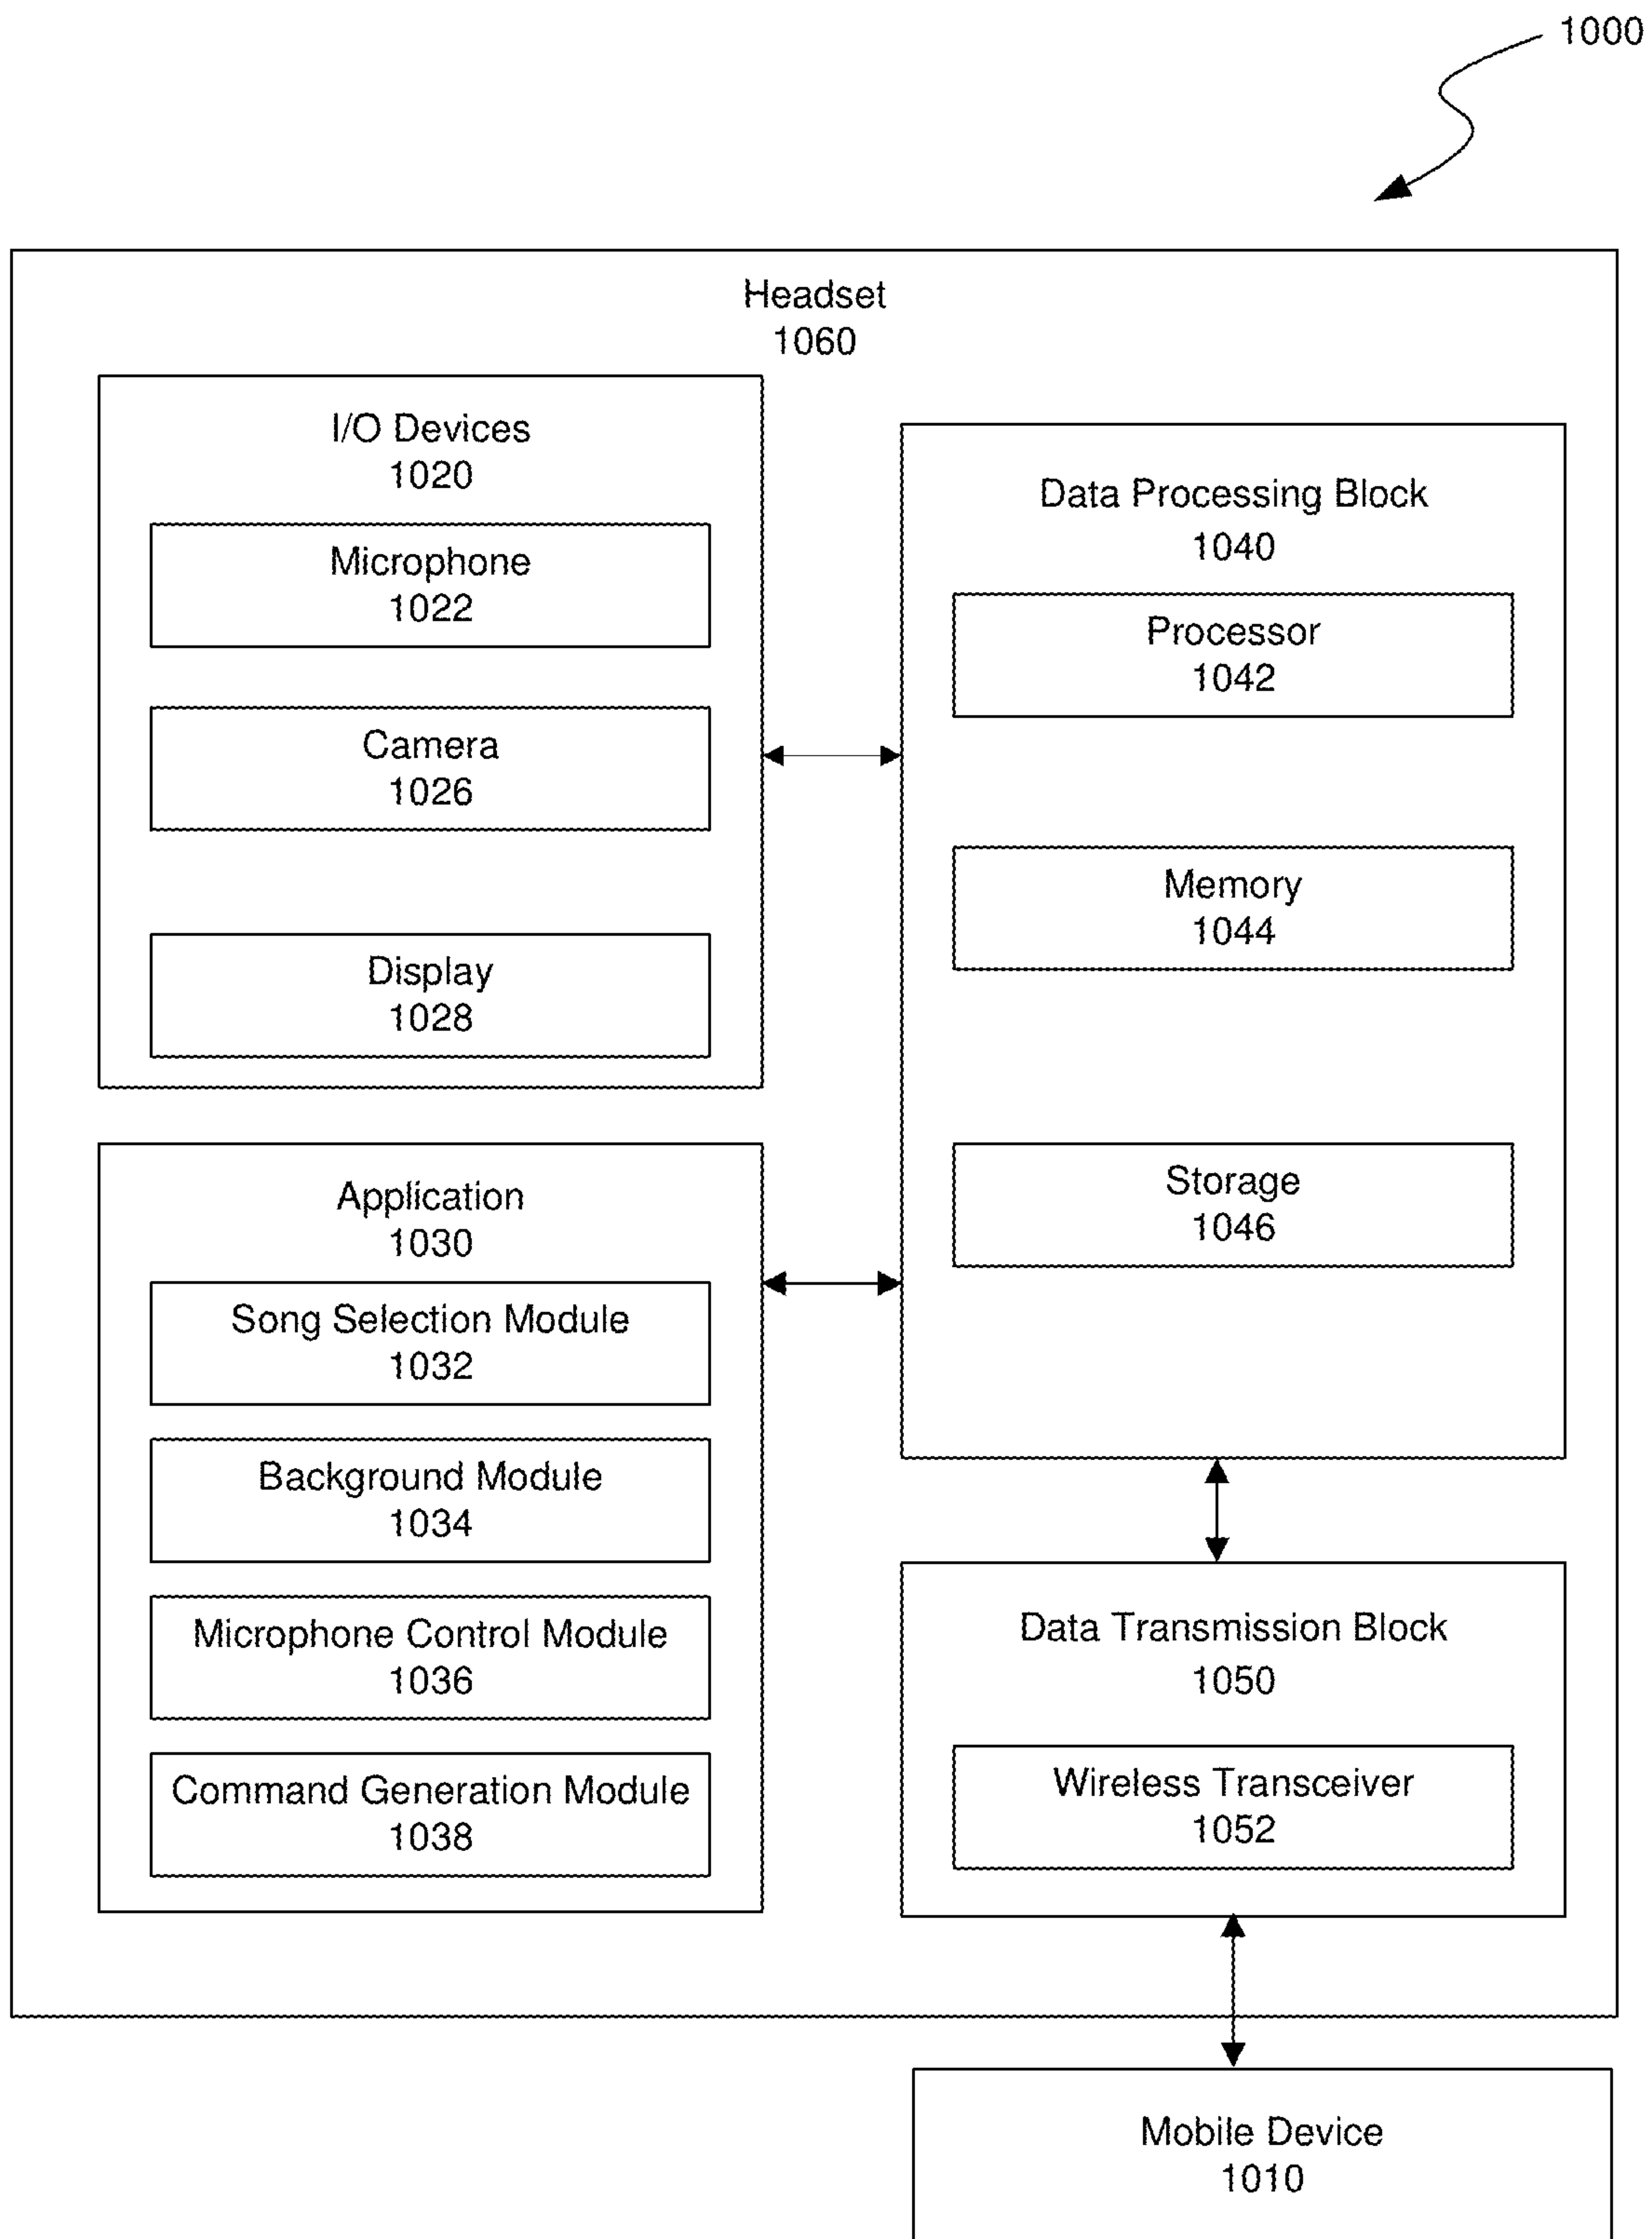 1000
Headset
1060
I/O Devices
1020
Microphone
1022
Camera
1026
Display
1028
Application
1030
Song Selection Module
1032
Background Module
1034
Microphone Control Module
1036
Command Generation Module
1038
Data Processing Block
1040
Processor
1042
Memory
1044
Storage
1046
Data Transmission Block
1050
Wireless Transceiver
1052
Mobile Device
1010